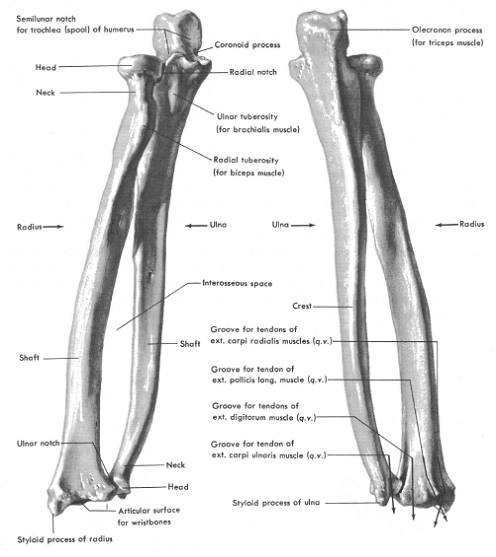 Semilunar notch
for trochlea (spool) of humerus
Coronoid process
Head
Radial notch
Neck
Ulnar tuberosity
(for brachialis muscle)
Radial tuberosity
(for biceps muscle)
Radius
Ulna
Interosseous space
Shaft
Shaft
Ulnar notch
Neck
Head
Articular surface
for wristbones
Styloid process of radius
Olecranon process
(for triceps muscle)
Ulna
Radius
Crest
Groove for tendons of
ext. carpi radialis muscles (q.v.)
Groove for tendon of
ext. pollicis long. muscle (q.v.)
Groove for tendons of
ext. digitorum muscle (q.v.)
Groove for tendon of
ext. carpi ulnaris muscle (q.v.)
Styloid process of ulna